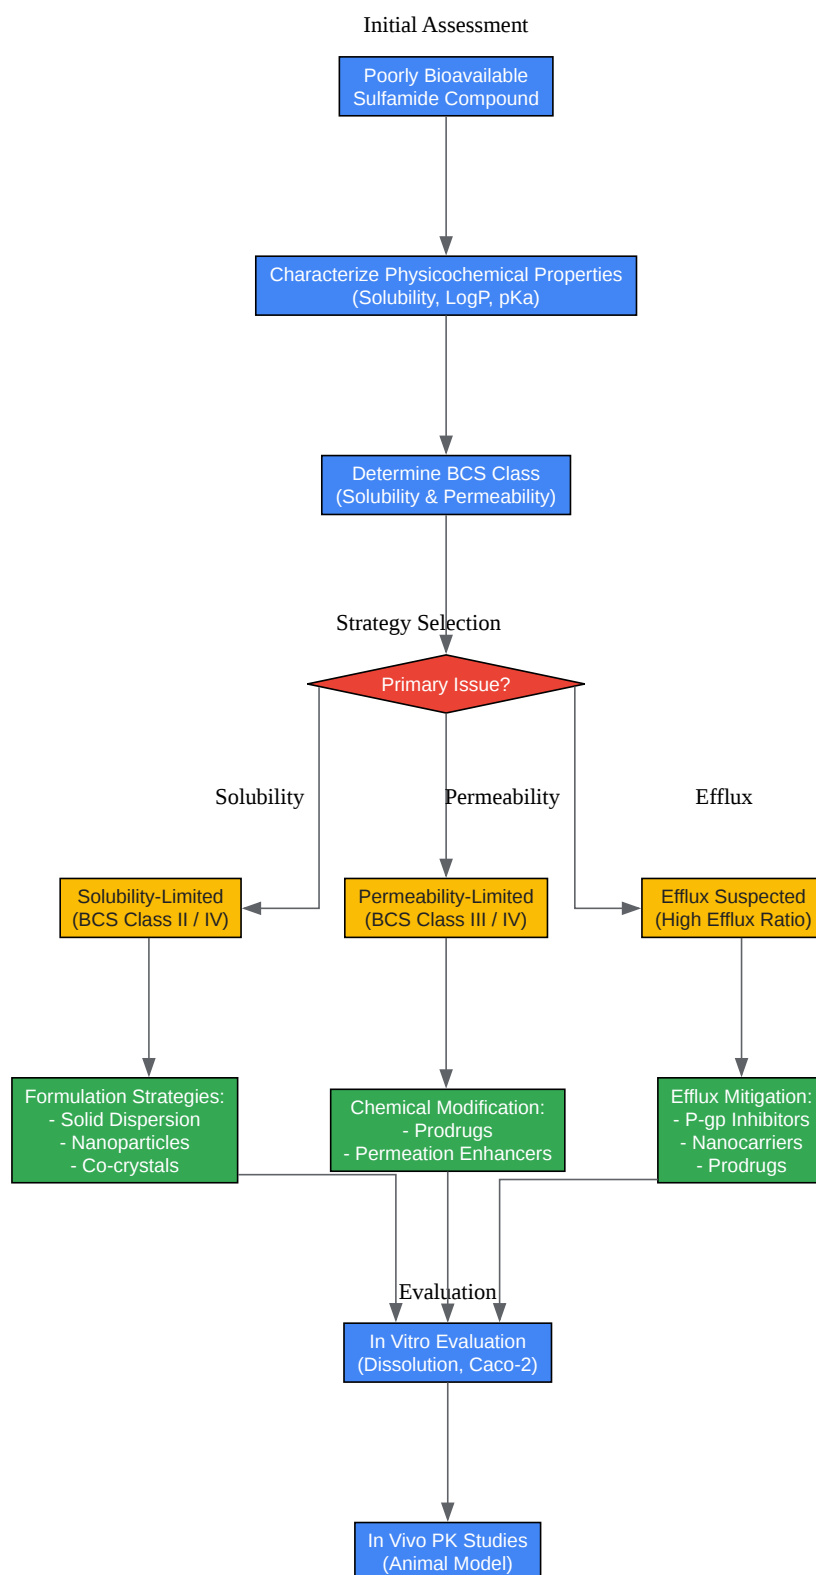 Initial Assessment
Poorly Bioavailable
Sulfamide Compound
Characterize Physicochemical Properties
(Solubility, LogP, pKa)
Determine BCS Class
(Solubility & Permeability)
Strategy Selection
Primary Issue?
Solubility
Permeability
Efflux
Solubility-Limited
(BCS Class II / IV)
Permeability-Limited
(BCS Class III / IV)
Efflux Suspected
(High Efflux Ratio)
Formulation Strategies:
- Solid Dispersion
- Nanoparticles
- Co-crystals
Chemical Modification:
- Prodrugs
- Permeation Enhancers
Efflux Mitigation:
- P-gp Inhibitors
- Nanocarriers
- Prodrugs
Evaluation
In Vitro Evaluation
(Dissolution, Caco-2)
In Vivo PK Studies
(Animal Model)